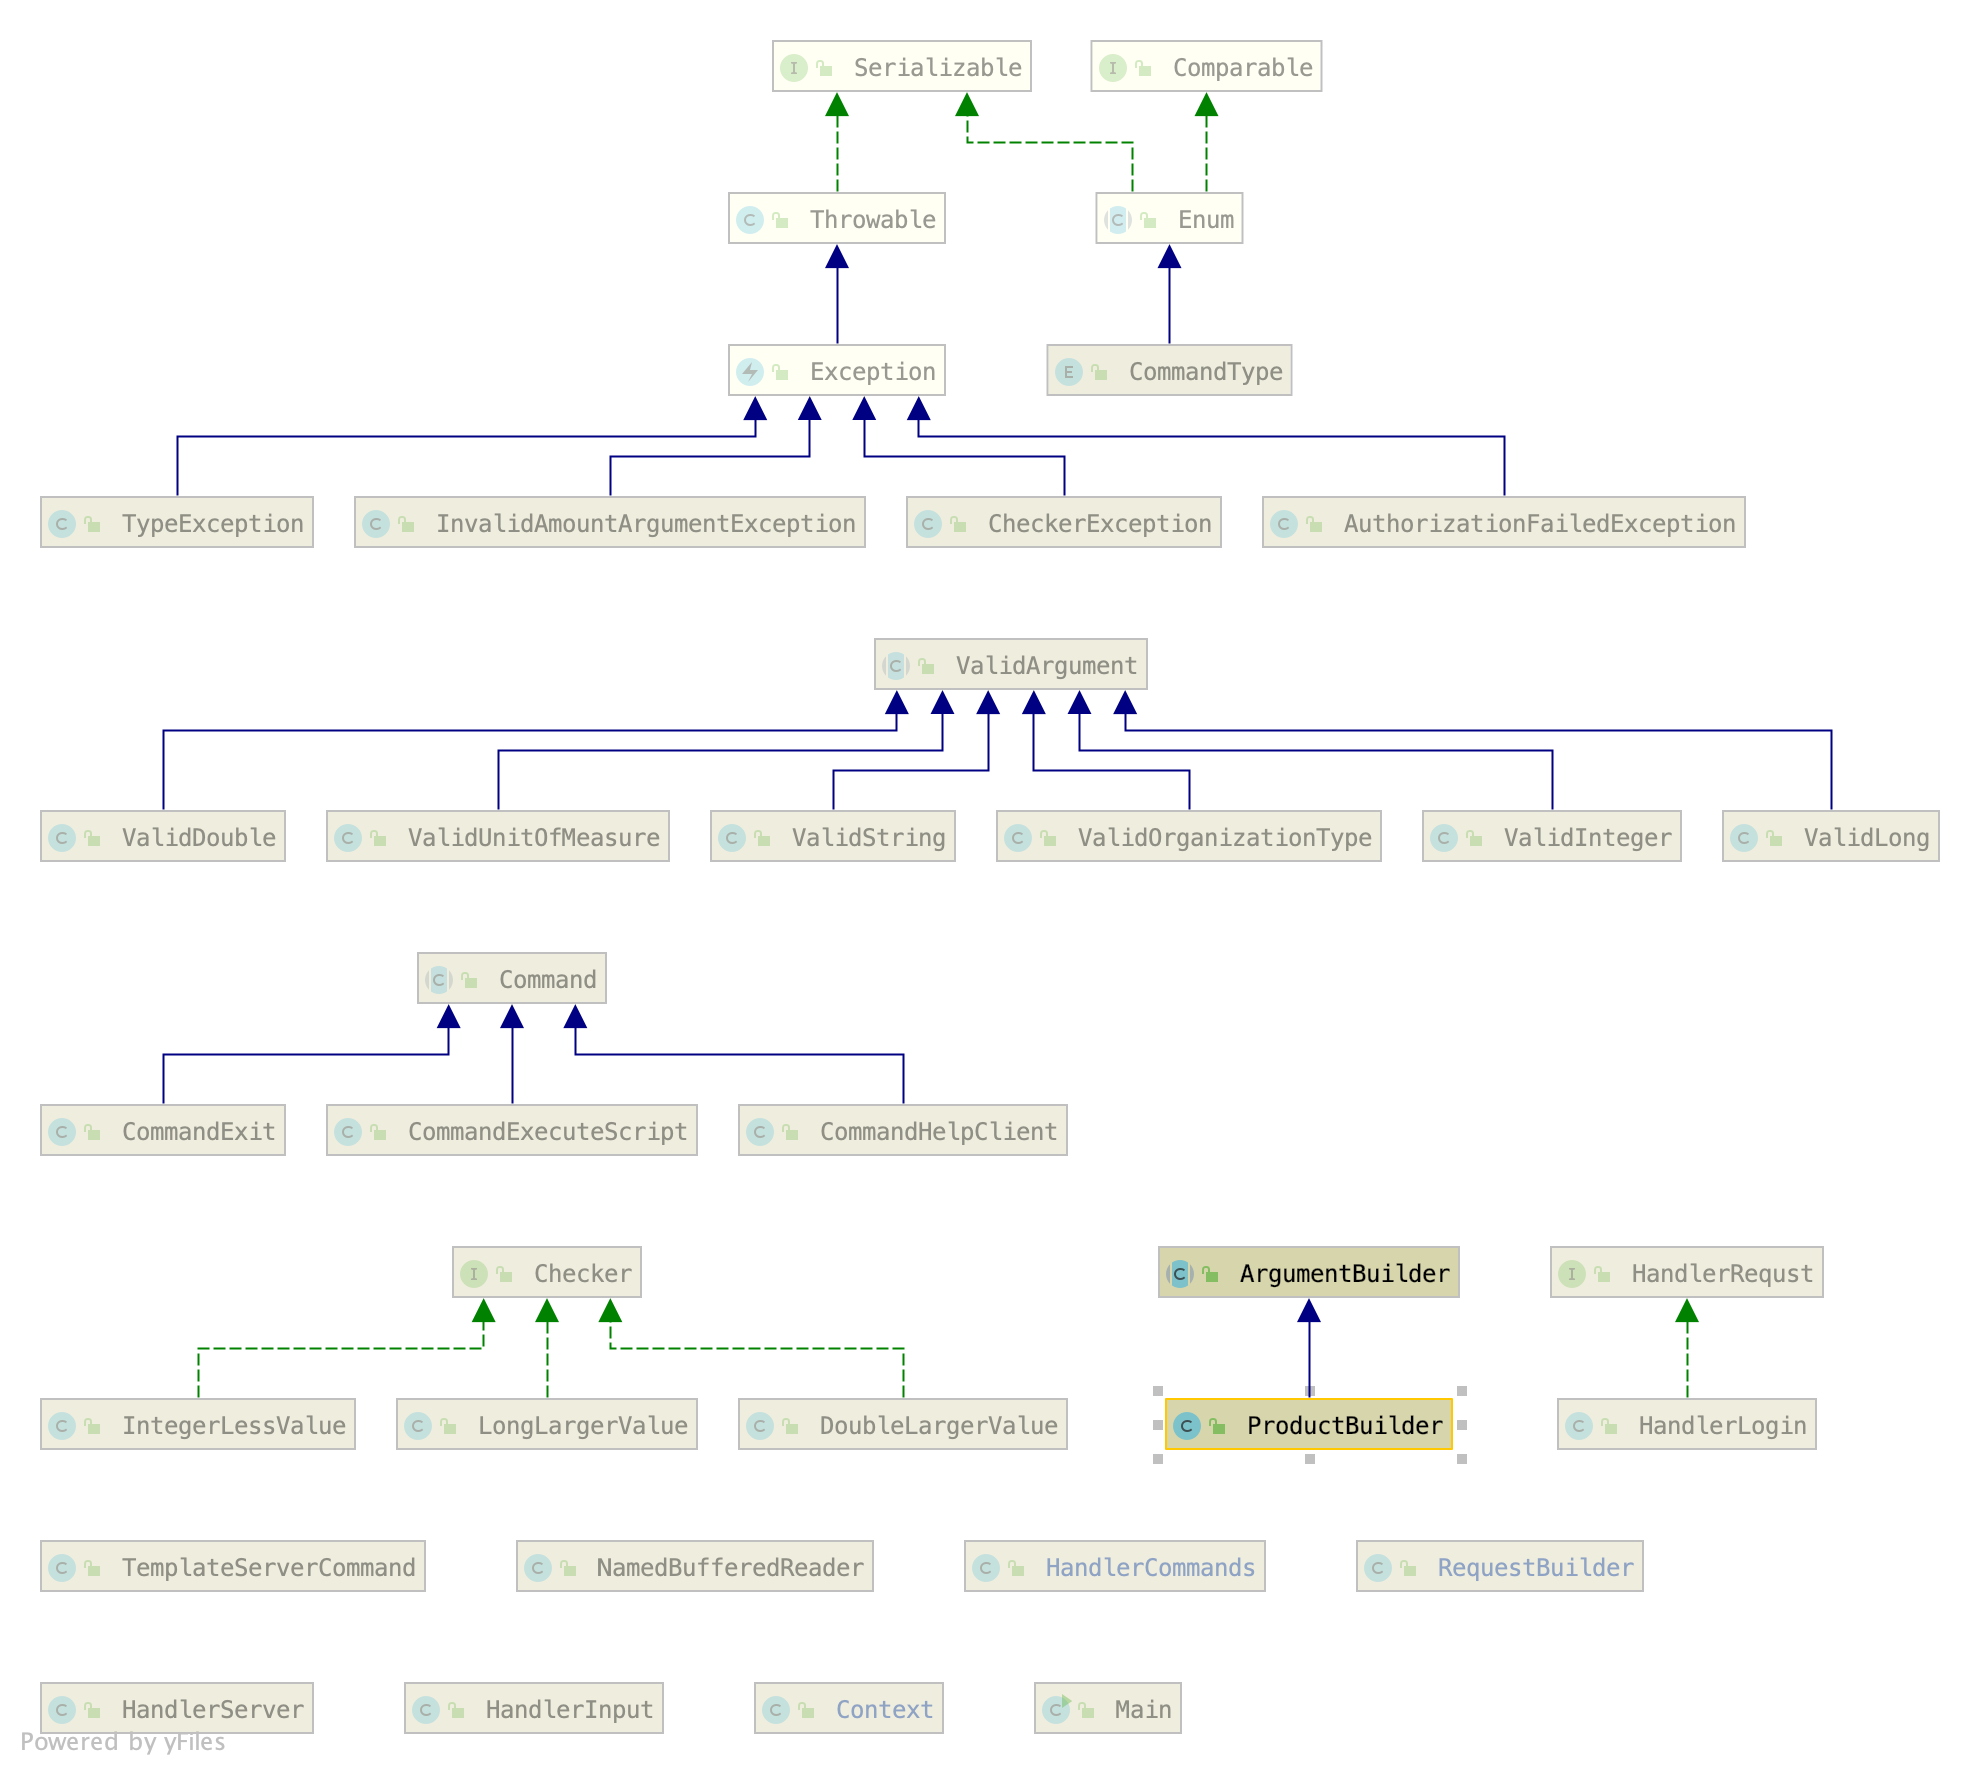 Serializable
Comparable
Throwable
Enum
Exception
CommandType
TypeException
InvalidAmountArgumentException
CheckerException
AuthorizationFailedException
ValidArgument
ValidDouble
ValidUnitOfMeasure
ValidString
ValidOrganizationType
ValidInteger
ValidLong
Command
CommandExit
CommandExecuteScript
CommandHelpClient
Checker
ArgumentBuilder
HandlerRequst
IntegerLessValue
LongLargerValue
DoubleLargerValue
ProductBuilder
HandlerLogin
TemplateServerCommand
NamedBufferedReader
HandlerCommands
RequestBuilder
HandlerServer
HandlerInput
Context
Main
Powered by yFiles